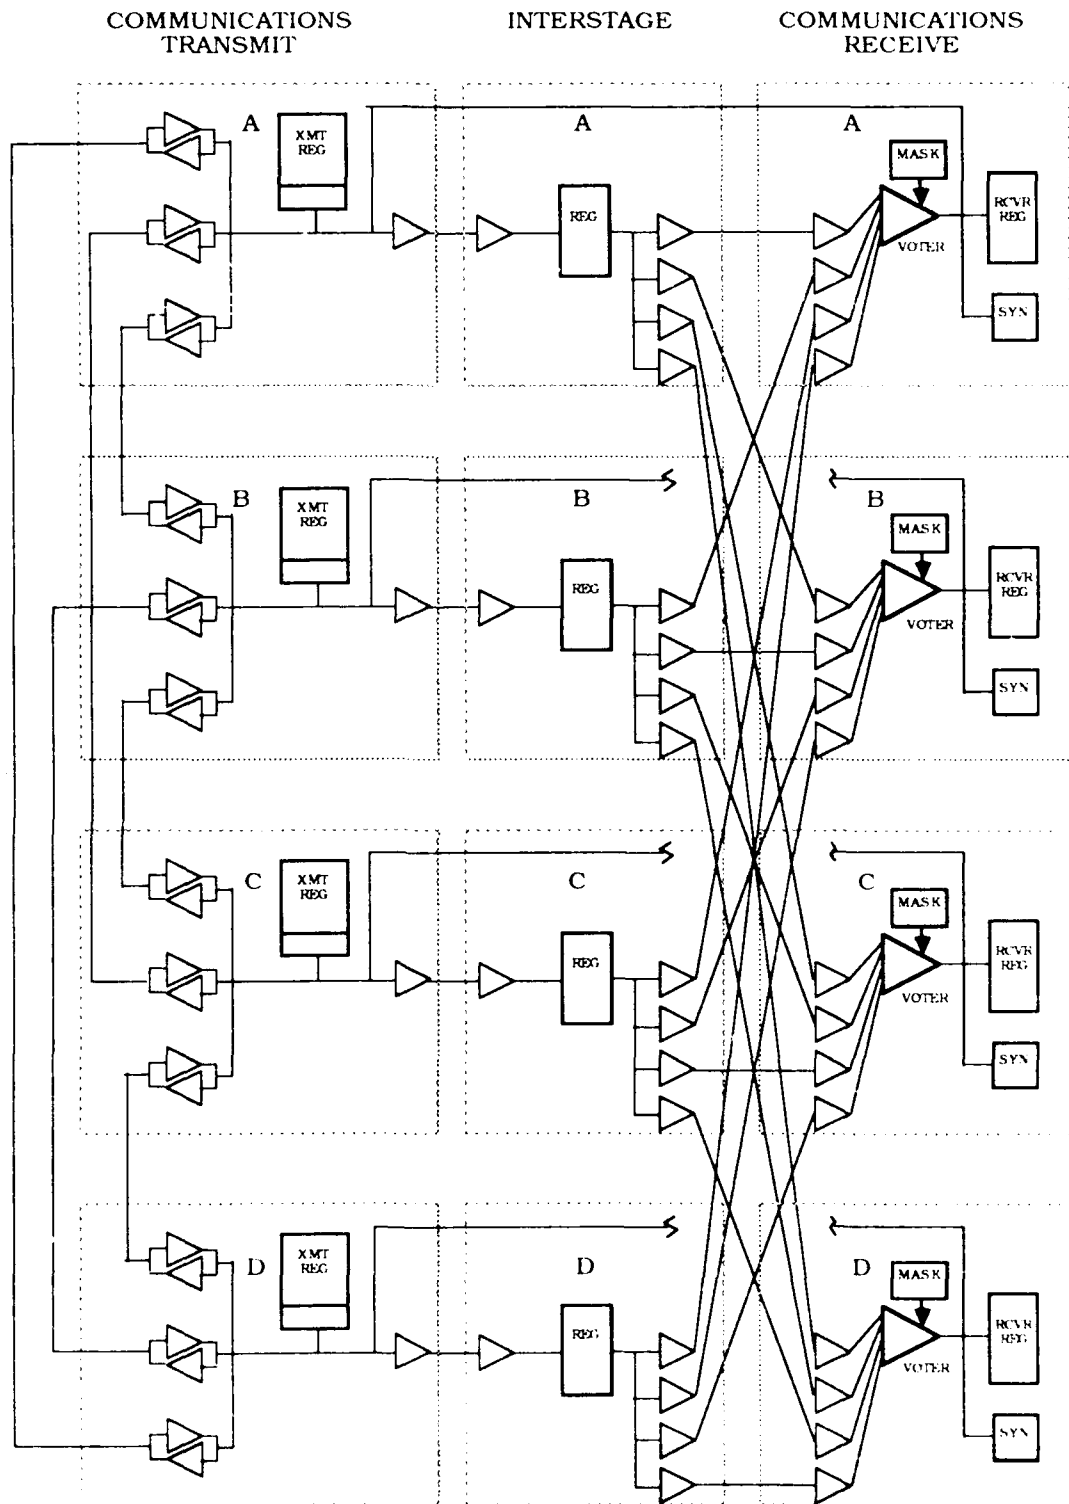 COMMUNICATIONS
TRANSMIT
INTERSTAGE
COMMUNICATIONS
RECEIVE
A
XMT
REG
A
REG
A
MASK
VOTER
RCVR
REG
SYN
B
XMT
REG
B
REG
B
MASK
VOTER
RCVR
REG
SYN
C
XMT
REG
C
REG
C
MASK
VOTER
RCVR
REG
SYN
D
XMT
REG
D
REG
D
MASK
VOTER
RCVR
REG
SYN